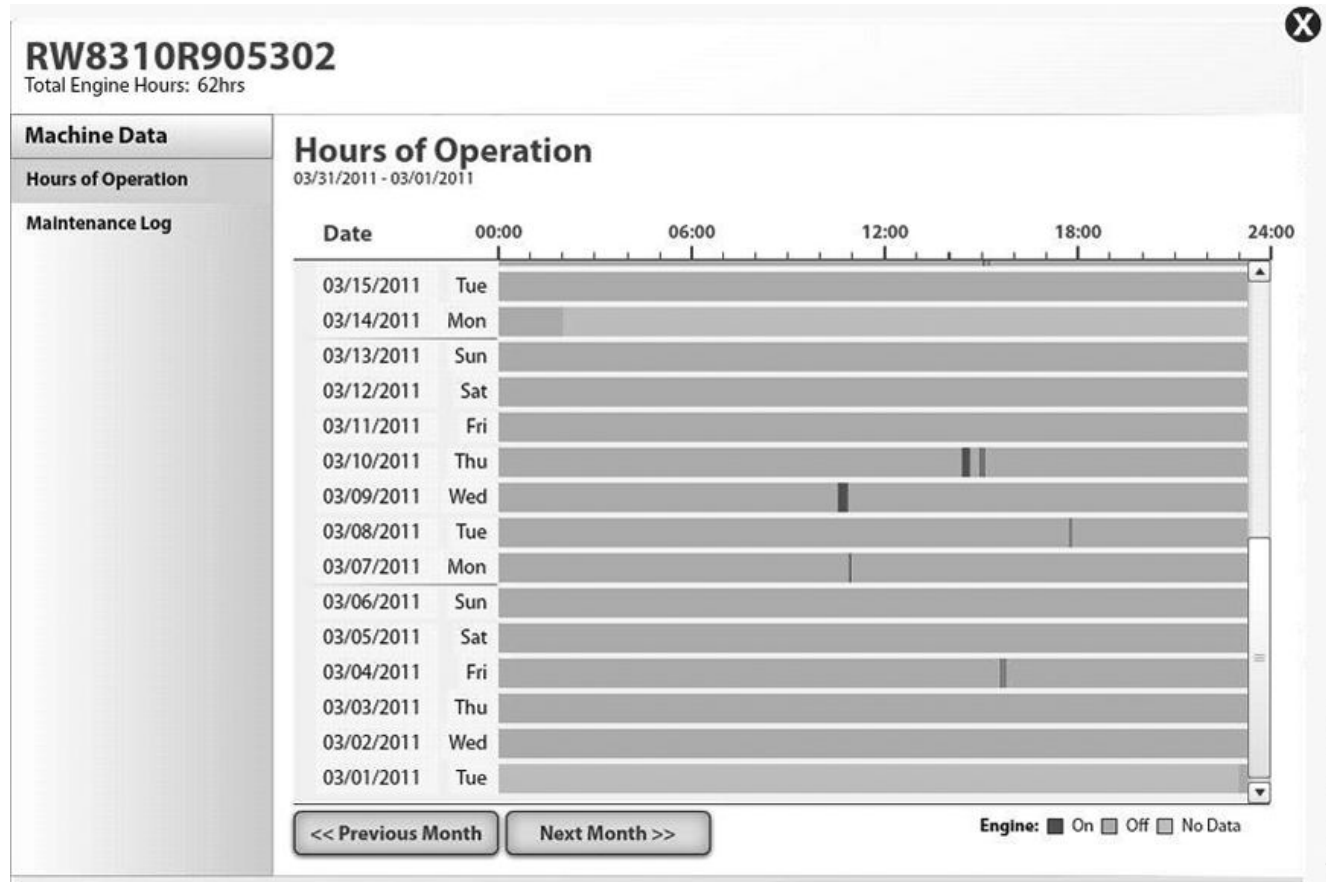 X
RW8310R905302
Total Engine Hours: 62hrs
Machine Data
Hours of Operation
Maintenance Log
Hours of Operation
03/31/2011 - 03/01/2011
Date 00:00 06:00 12:00 18:00 24:00
03/15/2011 Tue
03/14/2011 Mon
03/13/2011 Sun
03/12/2011 Sat
03/11/2011 Fri
03/10/2011 Thu
03/09/2011 Wed
03/08/2011 Tue
03/07/2011 Mon
03/06/2011 Sun
03/05/2011 Sat
03/04/2011 Fri
03/03/2011 Thu
03/02/2011 Wed
03/01/2011 Tue
<< Previous Month Next Month >> Engine: On Off No Data